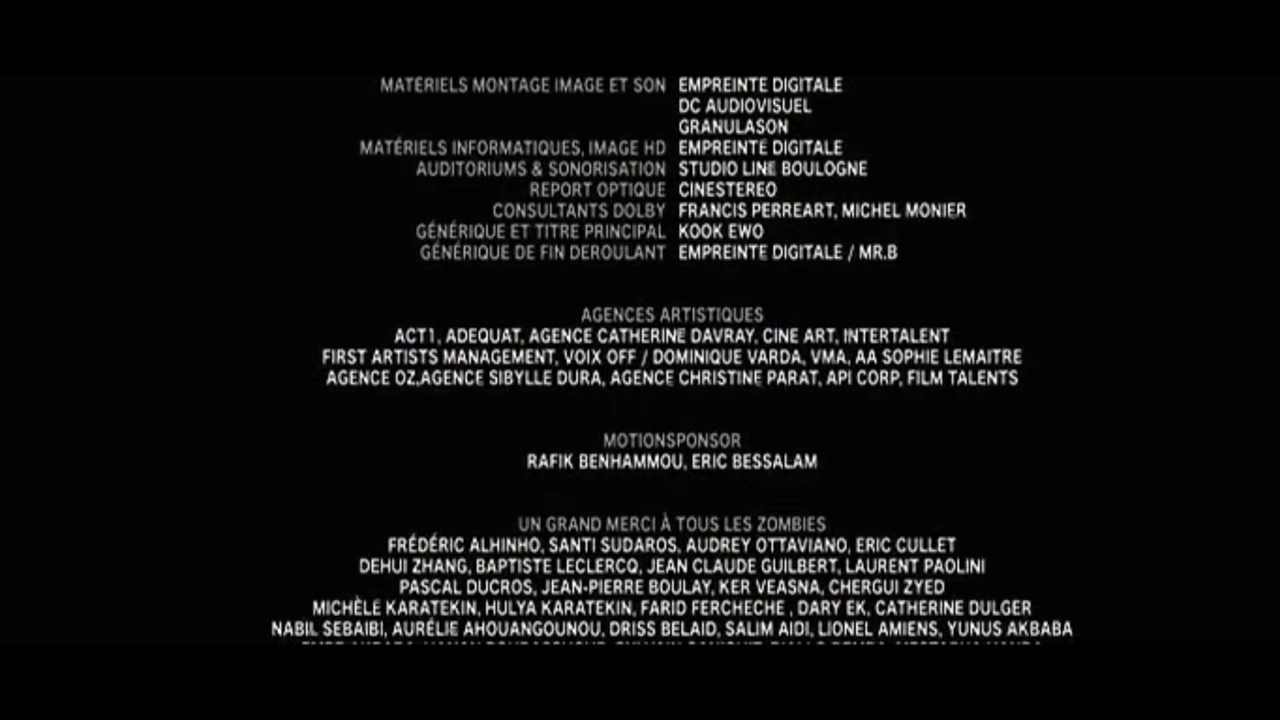 MATÉRIELS MONTAGE IMAGE ET SON EMPREINTE DIGITALE
DC AUDIOVISUEL
GRANULASON
MATÉRIELS INFORMATIQUES, IMAGE HD EMPREINTE DIGITALE
AUDITORIUMS & SONORISATION STUDIO LINE BOULOGNE
REPORT OPTIQUE CINESTEREO
CONSULTANTS DOLBY FRANCIS PERREART, MICHEL MONIER
GÉNÉRIQUE ET TITRE PRINCIPAL KOOK EWO
GÉNÉRIQUE DE FIN DEROULANT EMPREINTE DIGITALE / MR.B
AGENCES ARTISTIQUES
ACT1, ADEQUAT, AGENCE CATHERINE DAVRAY, CINE ART, INTERTALENT
FIRST ARTISTS MANAGEMENT, VOIX OFF / DOMINIQUE VARDA, VMA, AA SOPHIE LEMAITRE
AGENCE OZ,AGENCE SIBYLLE DURA, AGENCE CHRISTINE PARAT, API CORP, FILM TALENTS
MOTIONSPONSOR
RAFIK BENHAMMOU, ERIC BESSALAM
UN GRAND MERCI À TOUS LES ZOMBIES
FRÉDÉRIC ALHINHO, SANTI SUDAROS, AUDREY OTTAVIANO, ERIC CULLET
DEHUI ZHANG, BAPTISTE LECLERCQ, JEAN CLAUDE GUILBERT, LAURENT PAOLINI
PASCAL DUCROS, JEAN-PIERRE BOULAY, KER VEASNA, CHERGUI ZYED
MICHÈLE KARATEKIN, HULYA KARATEKIN, FARID FERCHECHE , DARY EK, CATHERINE DULGER
NABIL SEBAIBI, AURÉLIE AHOUANGOUNOU, DRISS BELAID, SALIM AIDI, LIONEL AMIENS, YUNUS AKBABA